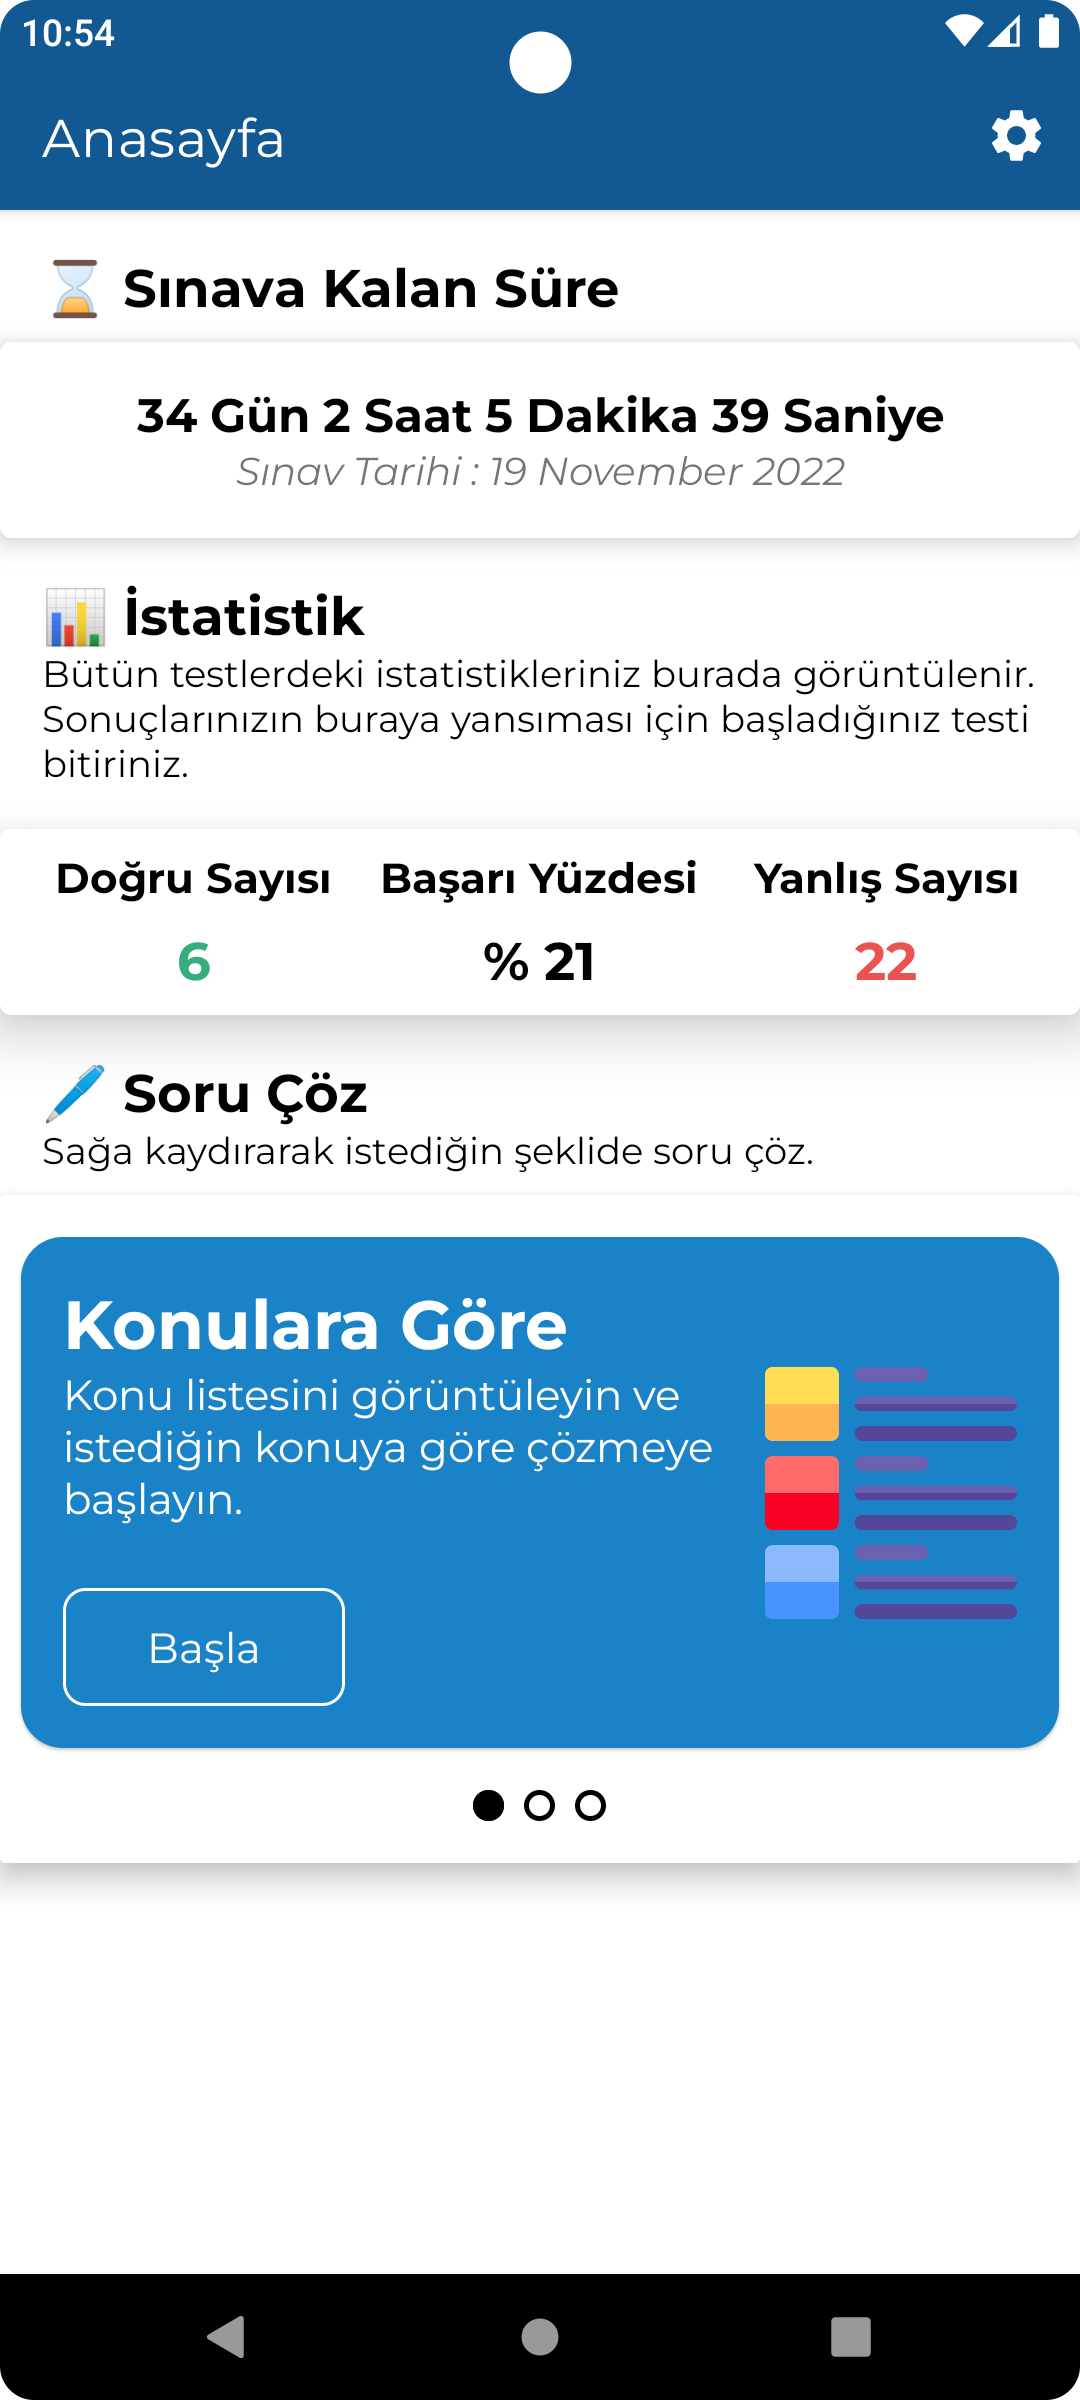 10:54
Anasayfa
Sınava Kalan Süre
34 Gün 2 Saat 5 Dakika 39 Saniye
Sınav Tarihi : 19 November 2022
İstatistik
Bütün testlerdeki istatistikleriniz burada görüntülenir.
Sonuçlarınızın buraya yansıması için başladığınız testi
bitiriniz.
Doğru Sayısı Başarı Yüzdesi Yanlış Sayısı
6 % 21 22
Soru Çöz
Sağa kaydırarak istediğin şeklide soru çöz.
Konulara Göre
Konu listesini görüntüleyin ve
istediğin konuya göre çözmeye
başlayın.
Başla